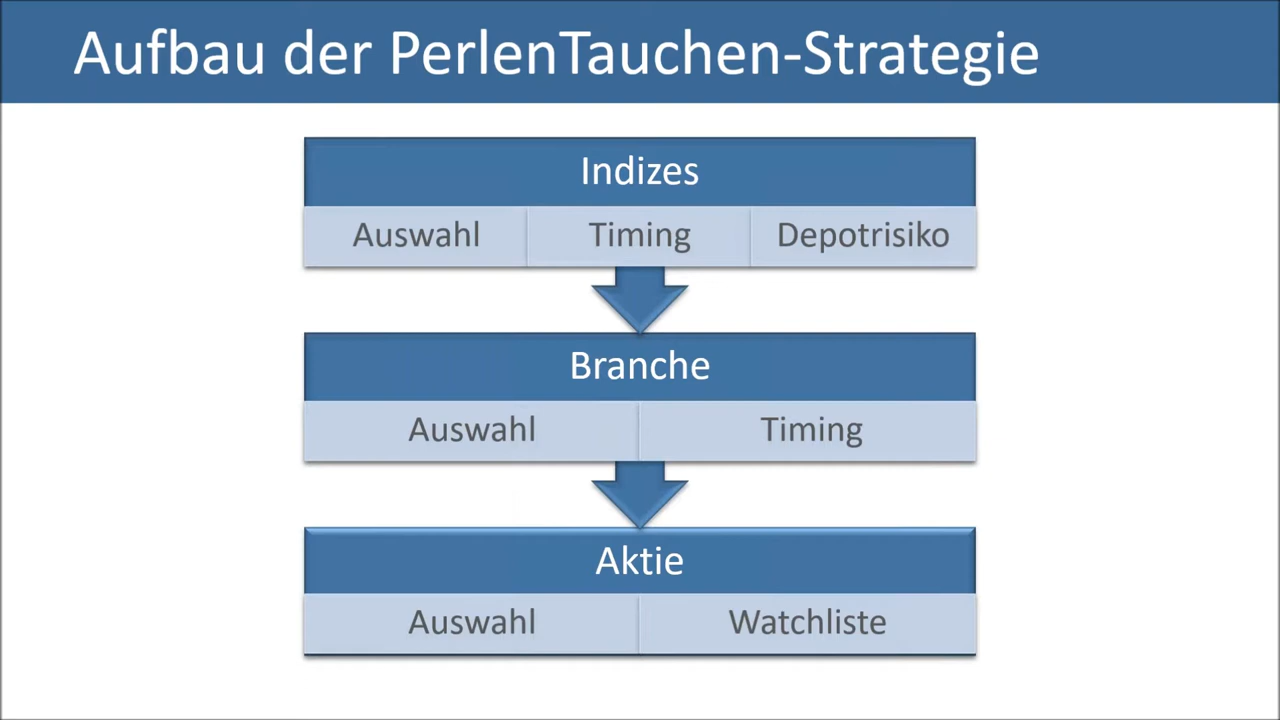 Aufbau der PerlenTauchen-Strategie
Indizes
Auswahl Timing Depotrisiko
Branche
Auswahl Timing
Aktie
Auswahl Watchliste